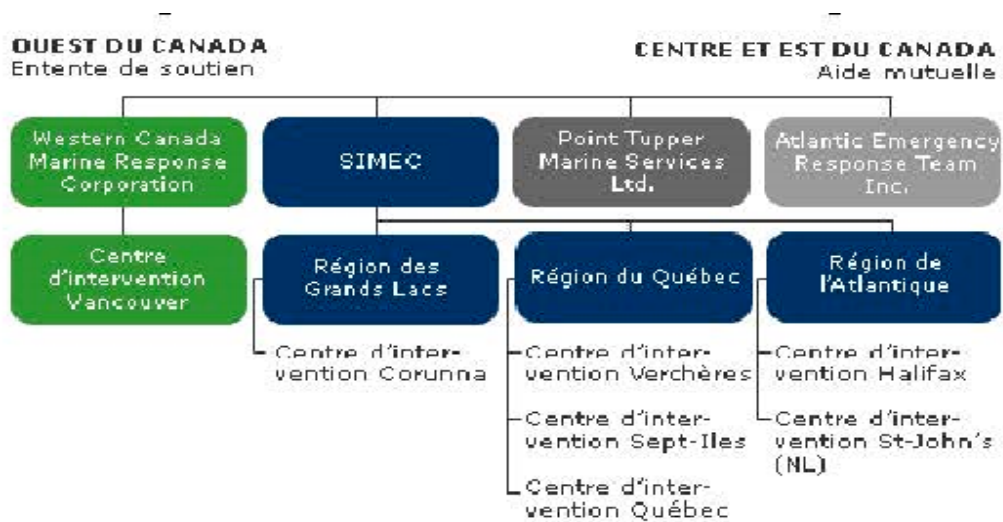 OUEST DU CANADA
Entente de soutien
CENTRE ET EST DU CANADA
Aide mutuelle
Western Canada
Marine Response
Corporation
SIMEC
Point Tupper
Marine Services
Ltd.
Atlantic Emergency
Response Team
Inc.
Centre
d'intervention
Vancouver
Région des
Grands Lacs
Région du Québec
Région de
l'Atlantique
Centre d'inter-
vention Corunna
Centre d'inter-
vention Verchères
Centre d'inter-
vention Sept-Iles
Centre d'inter-
vention Québec
Centre d'inter-
vention Halifax
Centre d'inter-
vention St-John's
(NL)